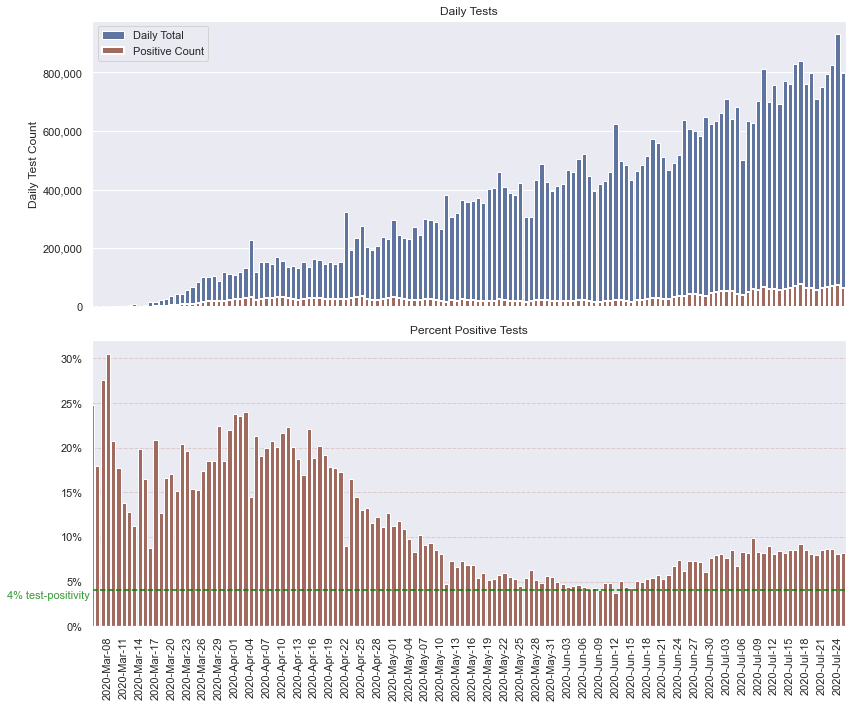 Daily Tests
Daily Total
Positive Count
Daily Test Count
800,000
600,000
400,000
200,000
0
Percent Positive Tests
30%
25%
20%
15%
10%
5%
4% test-positivity
0%
2020-Mar-08
2020-Mar-11
2020-Mar-14
2020-Mar-17
2020-Mar-20
2020-Mar-23
2020-Mar-26
2020-Mar-29
2020-Apr-01
2020-Apr-04
2020-Apr-07
2020-Apr-10
2020-Apr-13
2020-Apr-16
2020-Apr-19
2020-Apr-22
2020-Apr-25
2020-Apr-28
2020-May-01
2020-May-04
2020-May-07
2020-May-10
2020-May-13
2020-May-16
2020-May-19
2020-May-22
2020-May-25
2020-May-28
2020-May-31
2020-Jun-03
2020-Jun-06
2020-Jun-09
2020-Jun-12
2020-Jun-15
2020-Jun-18
2020-Jun-21
2020-Jun-24
2020-Jun-27
2020-Jun-30
2020-Jul-03
2020-Jul-06
2020-Jul-09
2020-Jul-12
2020-Jul-15
2020-Jul-18
2020-Jul-21
2020-Jul-24